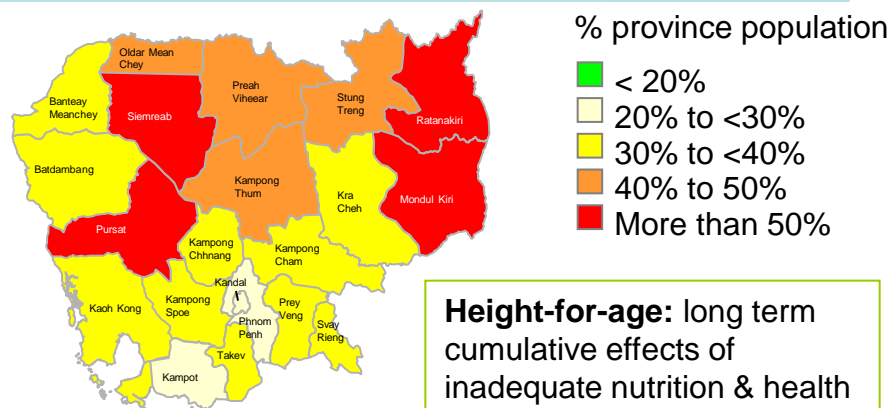 Oldar Mean
Chey
Banteay
Meanchey
Siemreab
Preah
Viheear
Stung
Treng
Ratanakiri
Batdambang
Kampong
Thum
Kra
Cheh
Mondul Kiri
Pursat
Kampong
Chhnang
Kampong
Cham
Kandal
Kaoh Kong
Kampong
Spoe
Phnom
Penh
Prey
Veng
Svay
Rieng
Takev
Kampot
% province population
< 20%
20% to <30%
30% to <40%
40% to 50%
More than 50%
Height-for-age: long term
cumulative effects of
inadequate nutrition & health